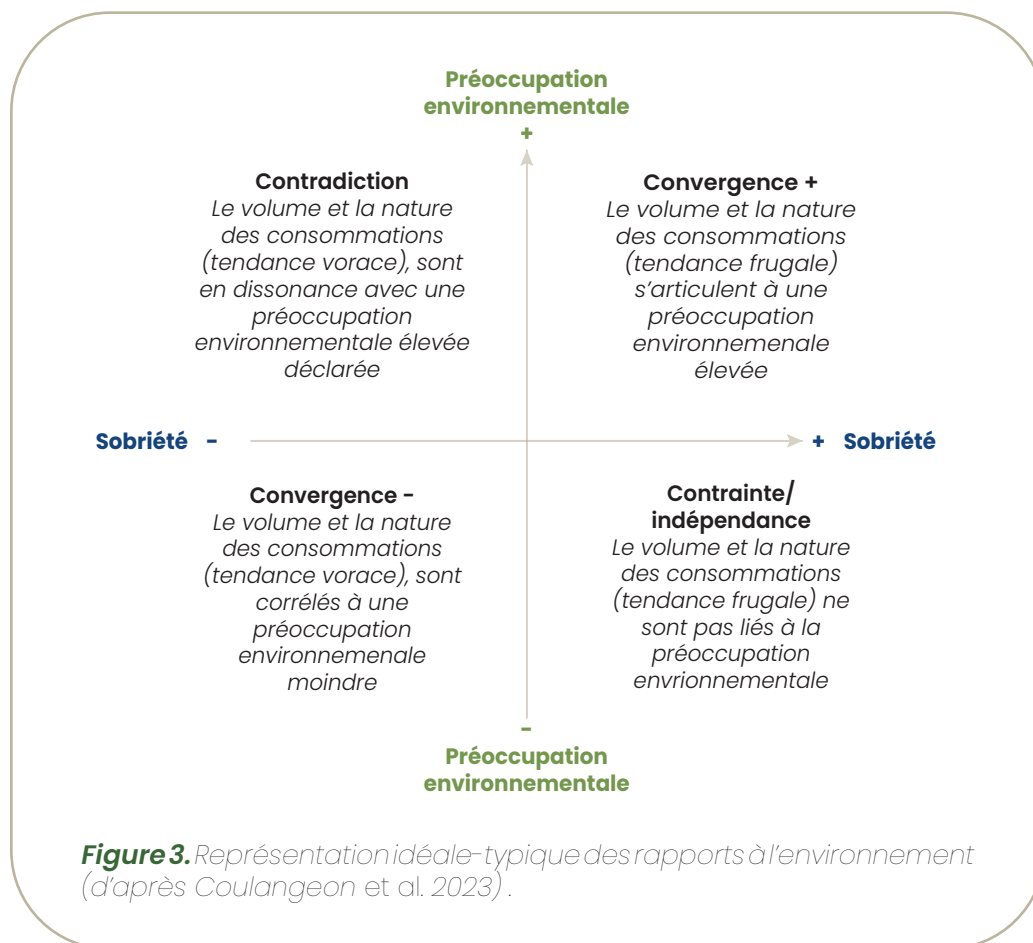 Préoccupation
environnementale
+
Contradiction
Le volume et la nature
des consommations
(tendance vorace), sont
en dissonance avec une
préoccupation
environnementale élevée
déclarée
Convergence +
Le volume et la nature
des consommations
(tendance frugale)
s'articulent à une
préoccupation
environnemenale
élevée
Sobriété -
+ Sobriété
Convergence -
Le volume et la nature
des consommations
(tendance vorace), sont
corrélés à une
préoccupation
environnemenale
moindre
Contrainte/
indépendance
Le volume et la nature
des consommations
(tendance frugale) ne
sont pas liés à la
préoccupation
envrionnementale
-
Préoccupation
environnementale
Figure 3. Représentation idéale-typique des rapports à l'environnement
(d'après Coulangeon et al. 2023) .